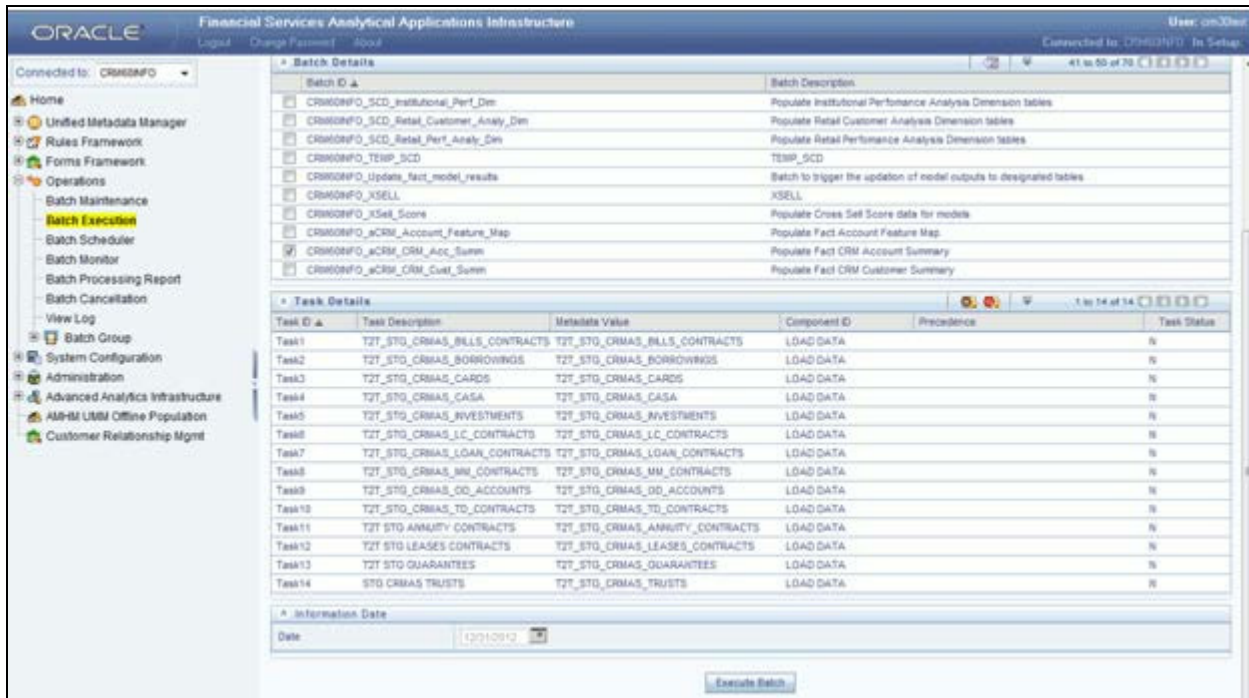 ORACLE
Financial Services Analytical Applications Infrastructure
User:
Logout Change Password About
Connected to: In Setup
Connected to: CRM60INFO
Home
Unified Metadata Manager
Rules Framework
Forms Framework
Operations
Batch Maintenance
Batch Execution
Batch Scheduler
Batch Monitor
Batch Processing Report
Batch Cancellation
View Log
Batch Group
System Configuration
Administration
Advanced Analytics Infrastructure
AMHM UMM Offline Population
Customer Relationship Mgmt
Batch Details 41 to 50 of 70
Batch ID Batch Description
CRM60INFO_SCD_Institutional_Perf_Dim Populate Institutional Perfomance Analysis Dimension tables
CRM60INFO_SCD_Retail_Customer_Analy_Dim Populate Retail Customer Analysis Dimension tables
CRM60INFO_SCD_Retail_Perf_Analy_Dim Populate Retail Perfomance Analysis Dimension tables
CRM60INFO_TEMP_SCD TEMP_SCD
CRM60INFO_Update_fact_model_results Batch to trigger the updation of model outputs to designated tables
CRM60INFO_XSELL XSELL
CRM60INFO_XSell_Score Populate Cross Sell Score data for models
CRM60INFO_aCRM_Account_Feature_Map Populate Fact Account Feature Map
CRM60INFO_aCRM_CRM_Acc_Summ Populate Fact CRM Account Summary
CRM60INFO_aCRM_CRM_Cust_Summ Populate Fact CRM Customer Summary
Task Details 1 to 14 of 14
Task ID Task Description Metadata Value Component ID Precedence Task Status
Task1 T2T_STG_CRMAS_BILLS_CONTRACTS T2T_STG_CRMAS_BILLS_CONTRACTS LOAD DATA N
Task2 T2T_STG_CRMAS_BORROWINGS T2T_STG_CRMAS_BORROWINGS LOAD DATA N
Task3 T2T_STG_CRMAS_CARDS T2T_STG_CRMAS_CARDS LOAD DATA N
Task4 T2T_STG_CRMAS_CASA T2T_STG_CRMAS_CASA LOAD DATA N
Task5 T2T_STG_CRMAS_INVESTMENTS T2T_STG_CRMAS_INVESTMENTS LOAD DATA N
Task6 T2T_STG_CRMAS_LC_CONTRACTS T2T_STG_CRMAS_LC_CONTRACTS LOAD DATA N
Task7 T2T_STG_CRMAS_LOAN_CONTRACTS T2T_STG_CRMAS_LOAN_CONTRACTS LOAD DATA N
Task8 T2T_STG_CRMAS_MM_CONTRACTS T2T_STG_CRMAS_MM_CONTRACTS LOAD DATA N
Task9 T2T_STG_CRMAS_OD_ACCOUNTS T2T_STG_CRMAS_OD_ACCOUNTS LOAD DATA N
Task10 T2T_STG_CRMAS_TD_CONTRACTS T2T_STG_CRMAS_TD_CONTRACTS LOAD DATA N
Task11 T2T STG ANNUITY CONTRACTS T2T_STG_CRMAS_ANNUITY_CONTRACTS LOAD DATA N
Task12 T2T STG LEASES CONTRACTS T2T_STG_CRMAS_LEASES_CONTRACTS LOAD DATA N
Task13 T2T STG GUARANTEES T2T_STG_CRMAS_GUARANTEES LOAD DATA N
Task14 STG CRMAS TRUSTS T2T_STG_CRMAS_TRUSTS LOAD DATA N
Information Date
Date 12/31/2012
Execute Batch